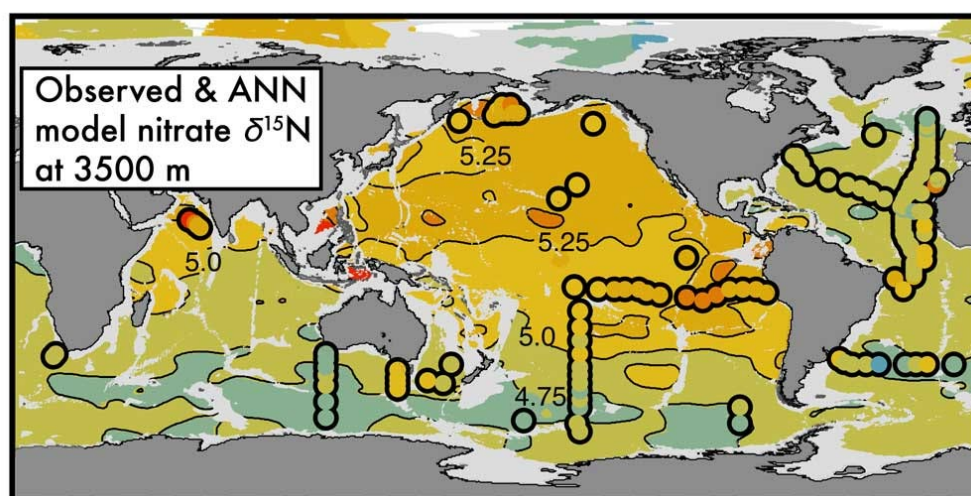 Observed & ANN
model nitrate δ¹⁵N
at 3500 m
5.25
5.25
5.0
5.0
4.75